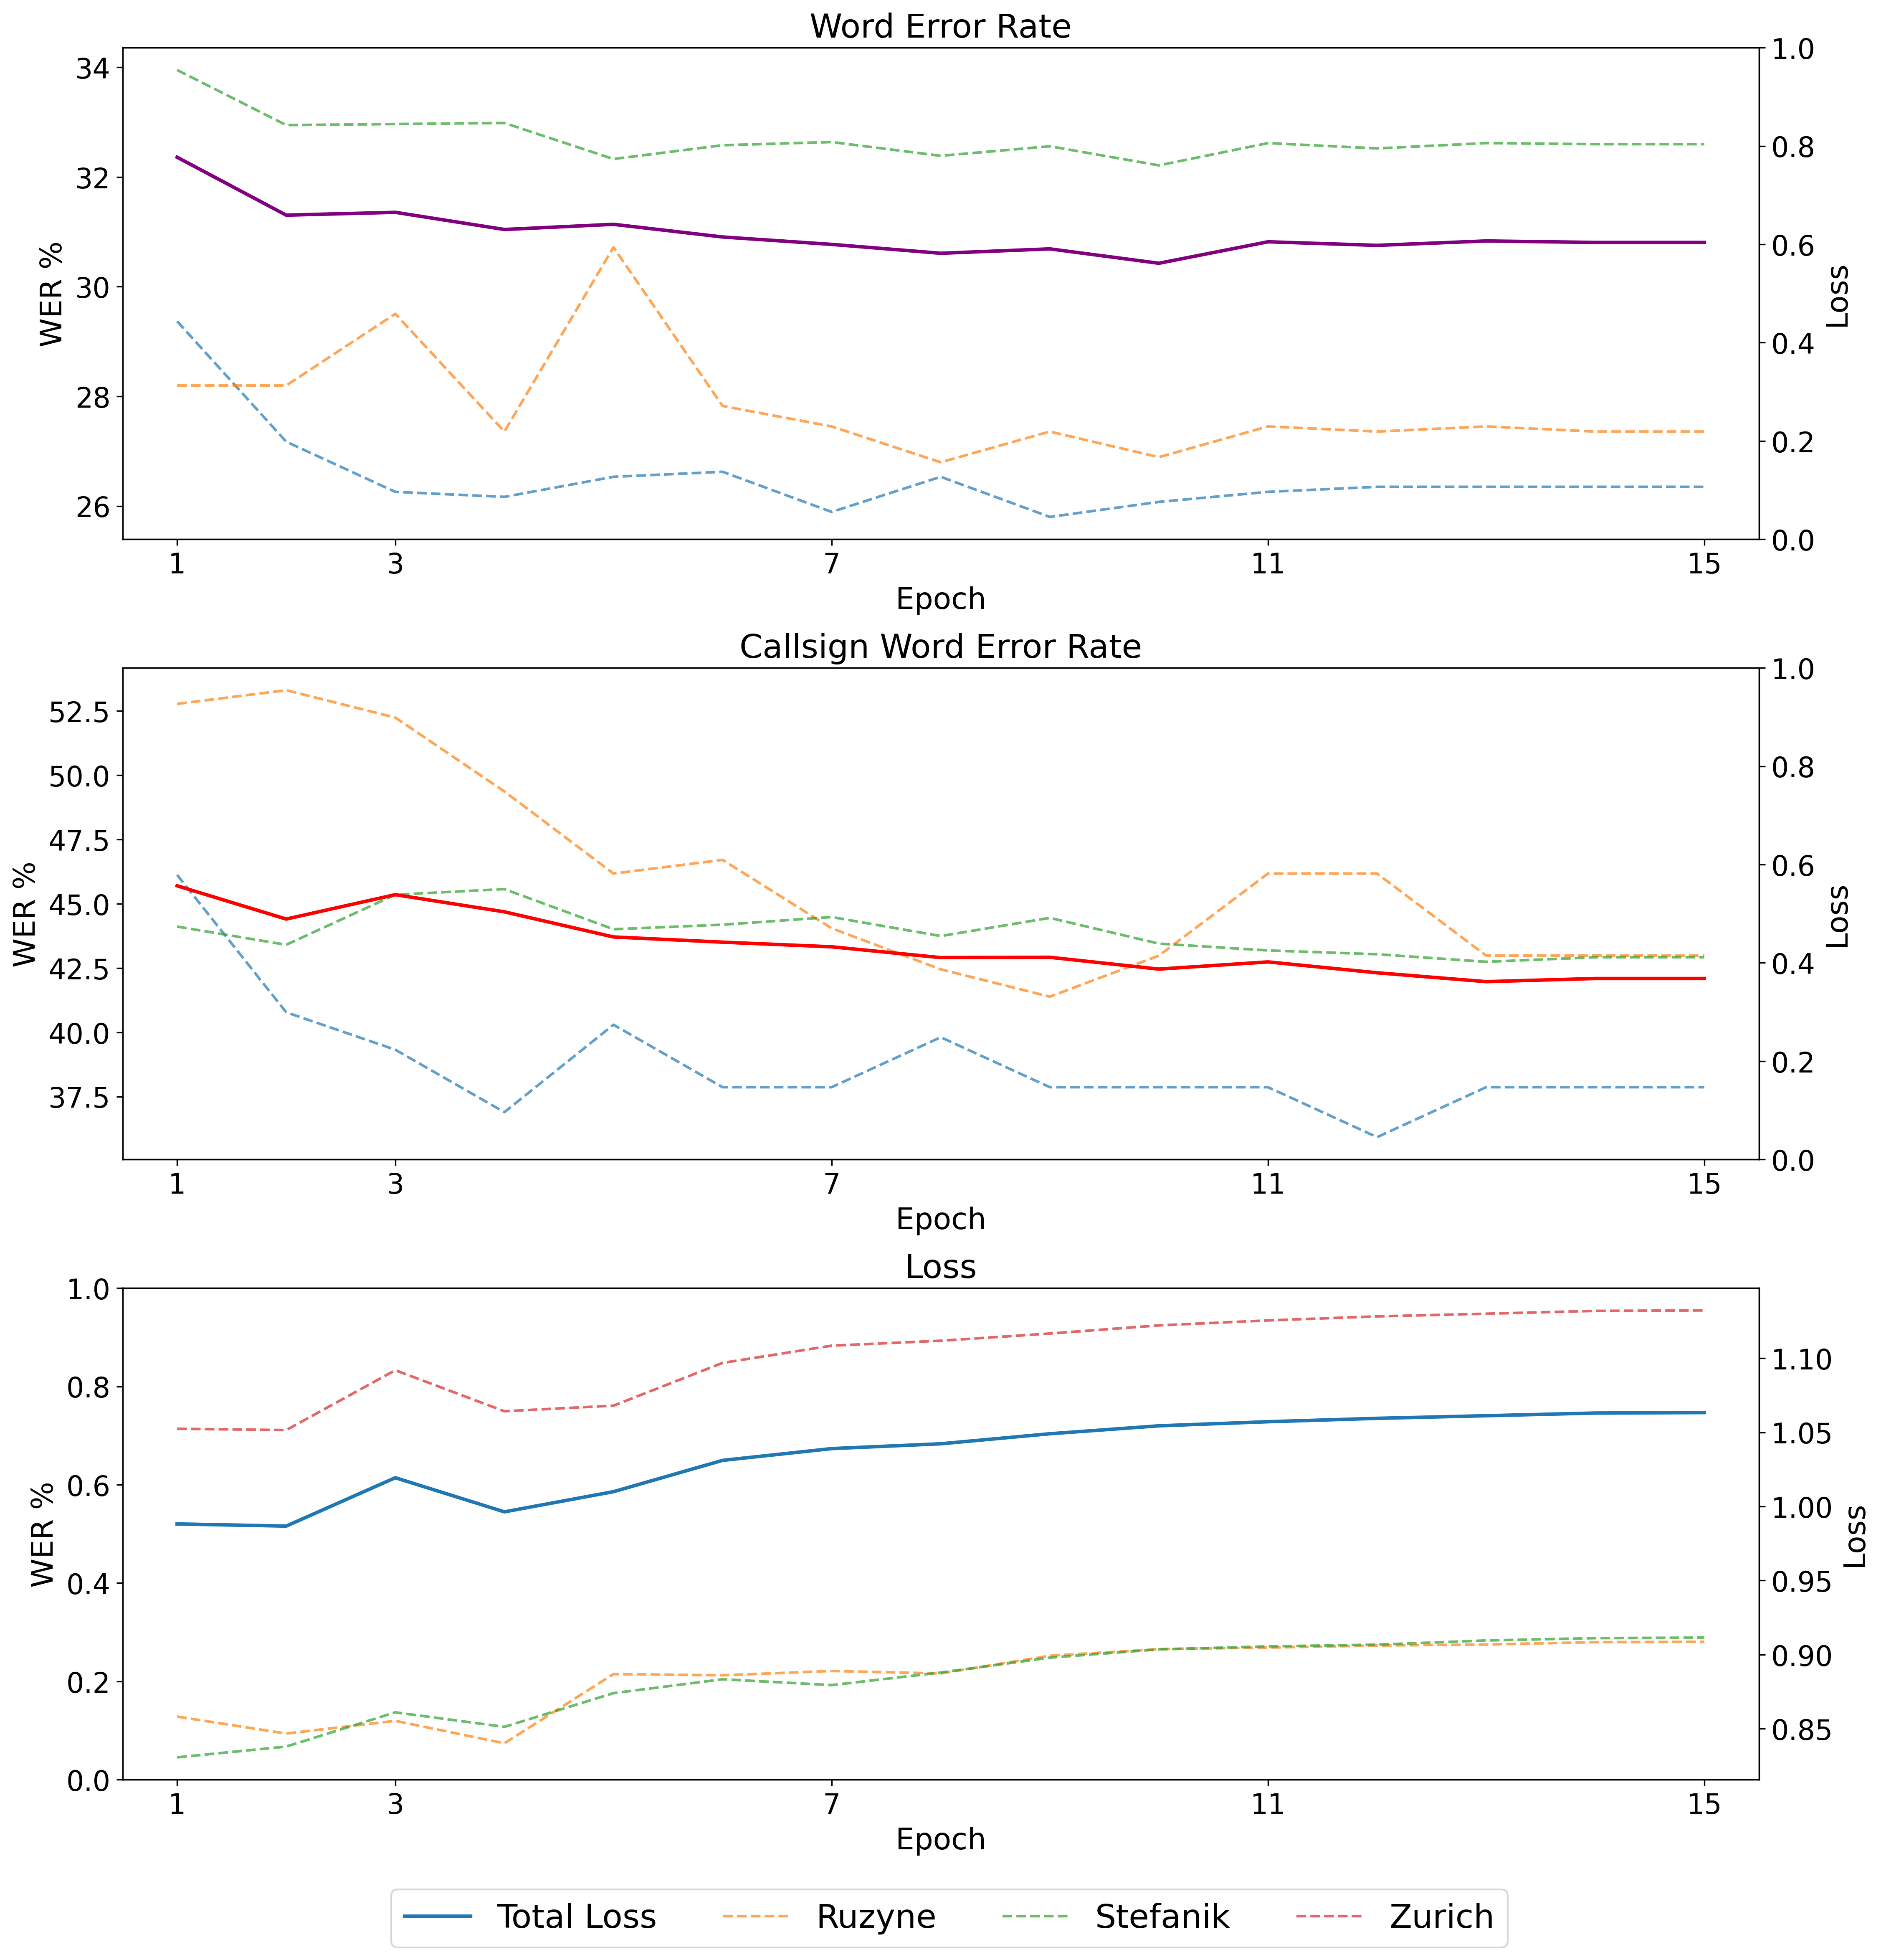 Word Error Rate
34
32
30
28
26
WER %
1.0
0.8
0.6
0.4
0.2
0.0
Loss
1 3 7 11 15
Epoch
Callsign Word Error Rate
52.5
50.0
47.5
45.0
42.5
40.0
37.5
WER %
1.0
0.8
0.6
0.4
0.2
0.0
Loss
1 3 7 11 15
Epoch
Loss
1.0
0.8
0.6
0.4
0.2
0.0
WER %
1.10
1.05
1.00
0.95
0.90
0.85
Loss
1 3 7 11 15
Epoch
Total Loss Ruzyne Stefanik Zurich